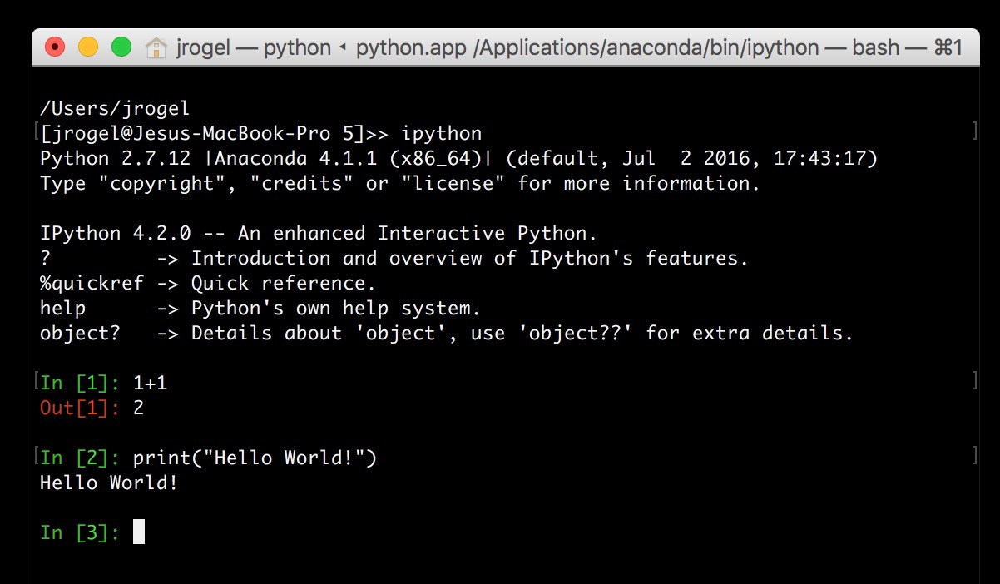 jrogel — python ◂ python.app /Applications/anaconda/bin/ipython — bash — ⌘1
/Users/jrogel
[jrogel@Jesus-MacBook-Pro 5]>> ipython
Python 2.7.12 |Anaconda 4.1.1 (x86_64)| (default, Jul  2 2016, 17:43:17)
Type "copyright", "credits" or "license" for more information.
IPython 4.2.0 -- An enhanced Interactive Python.
?         -> Introduction and overview of IPython's features.
%quickref -> Quick reference.
help      -> Python's own help system.
object?   -> Details about 'object', use 'object??' for extra details.
In [1]: 1+1
Out[1]: 2
In [2]: print("Hello World!")
Hello World!
In [3]: